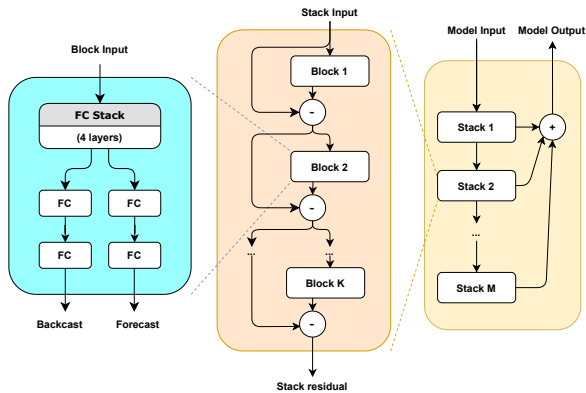 Block Input
FC Stack
(4 layers)
FC
FC
FC
FC
Backcast
Forecast
Stack Input
Block 1
-
Block 2
-
...
...
Block K
-
Stack residual
Model Input
Model Output
Stack 1
+
Stack 2
...
Stack M